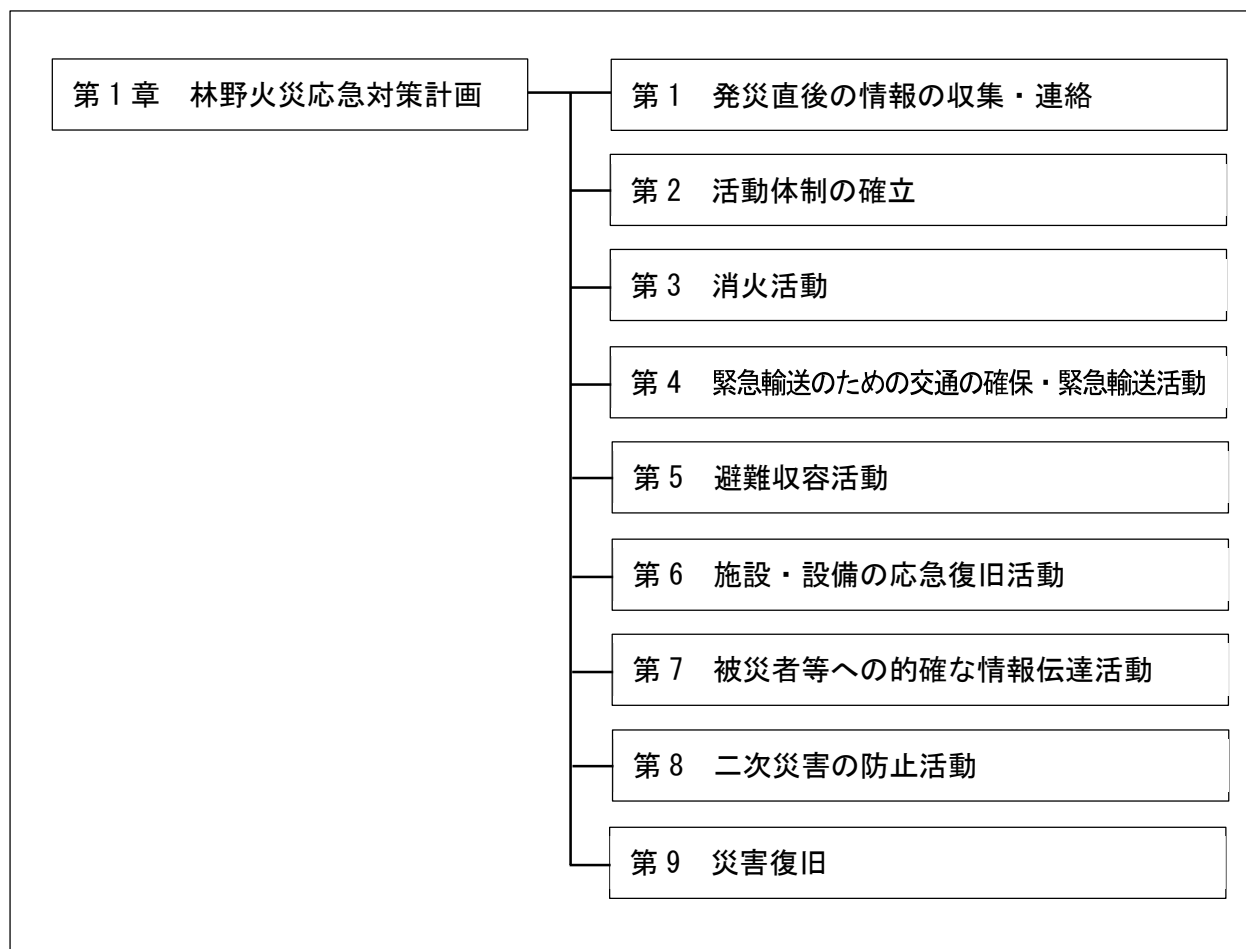 第1章　林野火災応急対策計画
第1　発災直後の情報の収集・連絡
第2　活動体制の確立
第3　消火活動
第4　緊急輸送のための交通の確保・緊急輸送活動
第5　避難収容活動
第6　施設・設備の応急復旧活動
第7　被災者等への的確な情報伝達活動
第8　二次災害の防止活動
第9　災害復旧